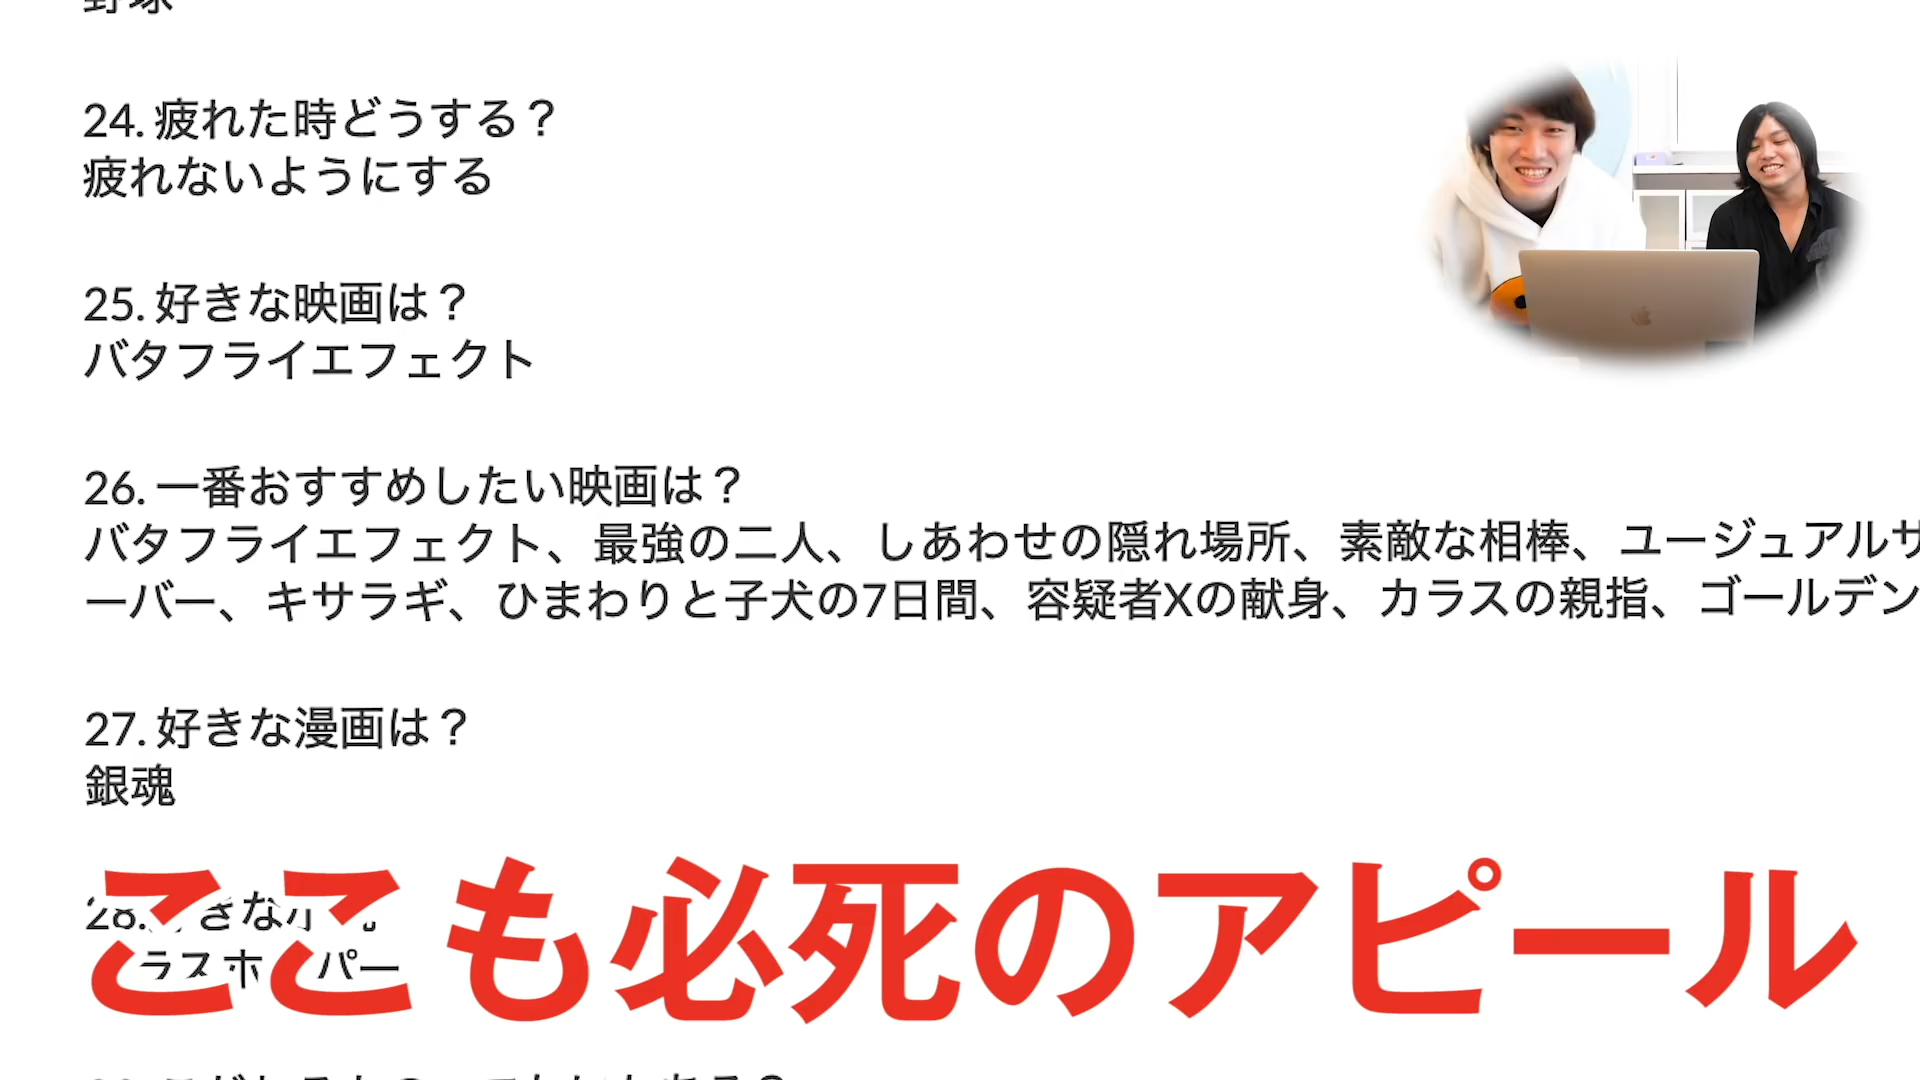 野球
24. 疲れた時どうする？
疲れないようにする
25. 好きな映画は？
バタフライエフェクト
26. 一番おすすめしたい映画は？
バタフライエフェクト、最強の二人、しあわせの隠れ場所、素敵な相棒、ユージュアルサ
ーバー、キサラギ、ひまわりと子犬の7日間、容疑者Xの献身、カラスの親指、ゴールデン
27. 好きな漫画は？
銀魂
ここも必死のアピール